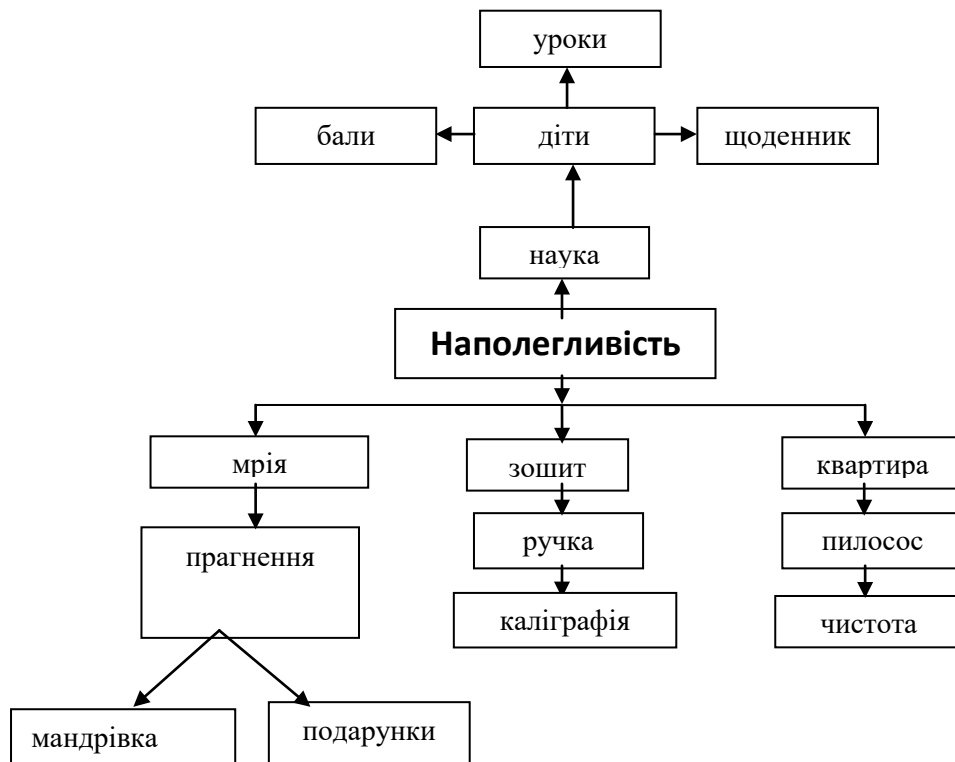 уроки
бали
діти
щоденник
наука
Наполегливість
мрія
зошит
квартира
прагнення
ручка
пилосос
каліграфія
чистота
мандрівка
подарунки